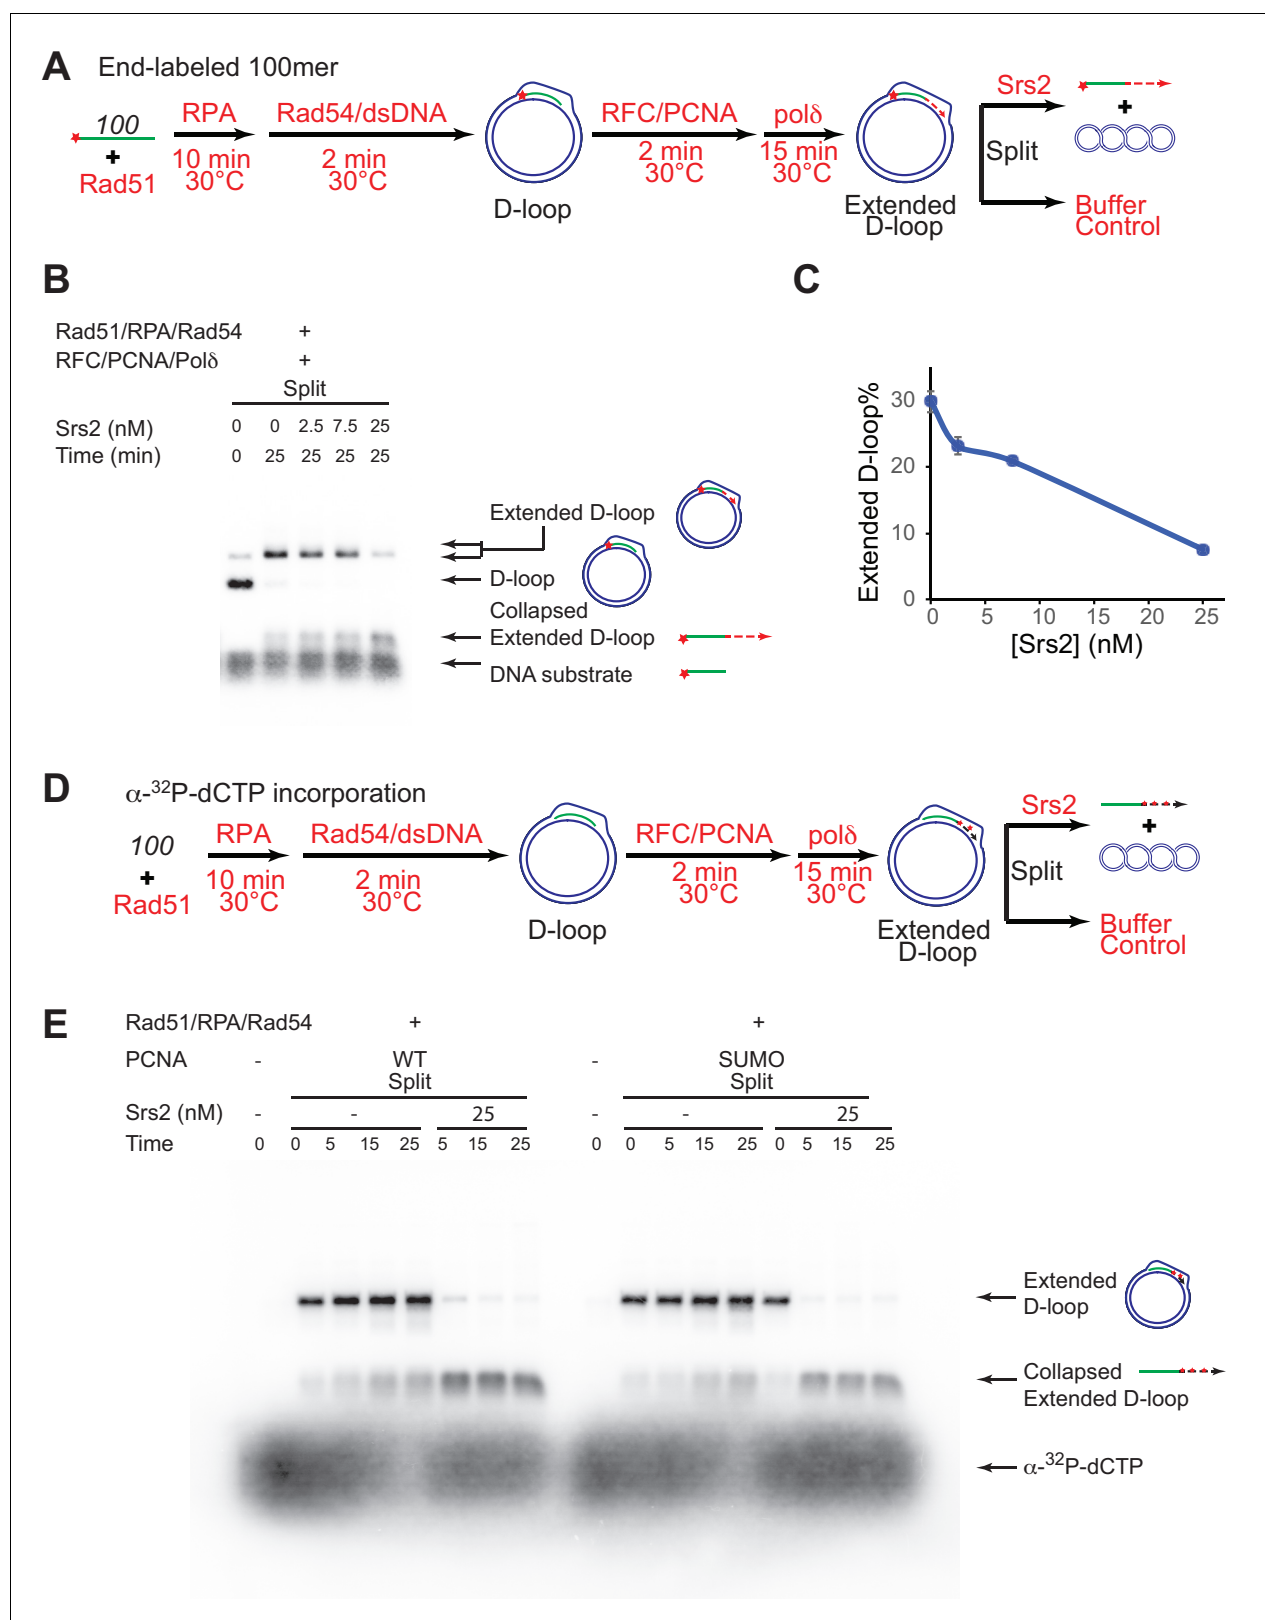 A End-labeled 100mer
100
+
Rad51
RPA
10 min
30°C
Rad54/dsDNA
2 min
30°C
D-loop
RFC/PCNA
2 min
30°C
polδ
15 min
30°C
Extended
D-loop
Split
Srs2
+
Buffer
Control
B
Rad51/RPA/Rad54 +
RFC/PCNA/Polδ +
Split
Srs2 (nM) 0 0 2.5 7.5 25
Time (min) 0 25 25 25 25
Extended D-loop
D-loop
Collapsed
Extended D-loop
DNA substrate
C
Extended D-loop%
30
20
10
0
0 5 10 15 20 25
[Srs2] (nM)
D α-³²P-dCTP incorporation
100
+
Rad51
RPA
10 min
30°C
Rad54/dsDNA
2 min
30°C
D-loop
RFC/PCNA
2 min
30°C
polδ
15 min
30°C
Extended
D-loop
Split
Srs2
+
Buffer
Control
E
Rad51/RPA/Rad54 + +
PCNA - WT - SUMO
Split Split
Srs2 (nM) - - 25 - - 25
Time 0 0 5 15 25 5 15 25 0 0 5 15 25 0 5 15 25
Extended
D-loop
Collapsed
Extended D-loop
α-³²P-dCTP